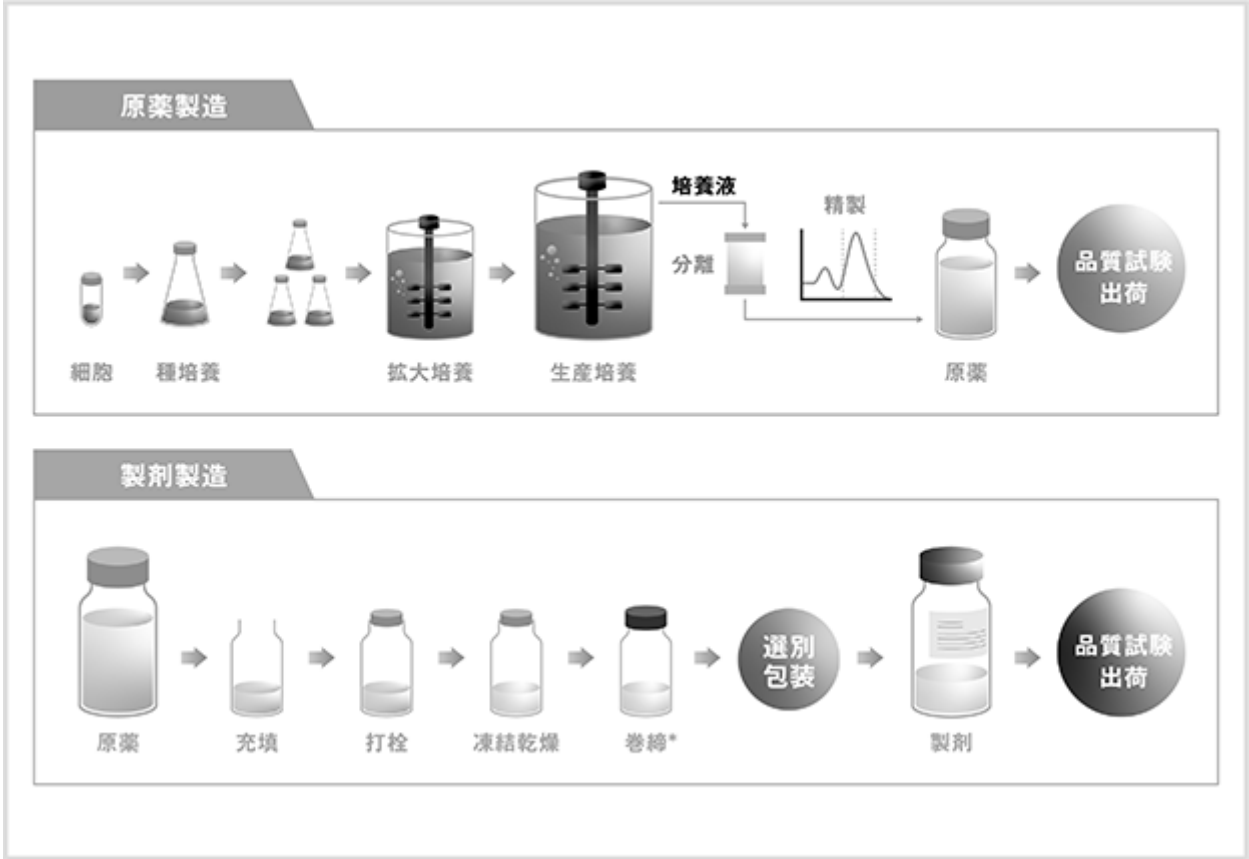 原薬製造
培養液
分離
精製
品質試験
出荷
細胞
種培養
拡大培養
生産培養
原薬
製剤製造
選別
包装
品質試験
出荷
原薬
充填
打栓
凍結乾燥
巻締*
製剤